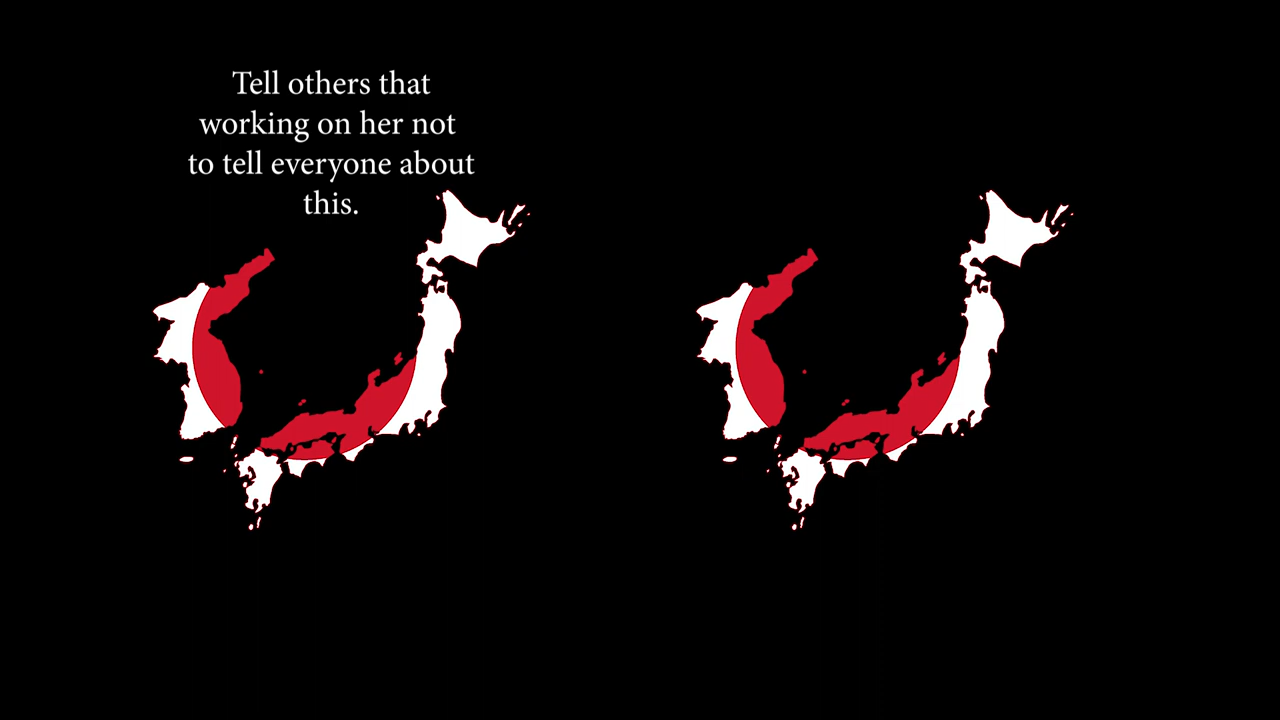 Tell others that
working on her not
to tell everyone about
this.